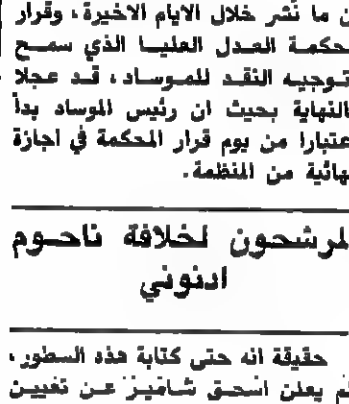 ن ما نشر خلال الايام الاخيرة، وقرار
حكمة العدل العليا الذي سمح
توجيه النقد للموساد، قد عجلا
النهاية بحيث ان رئيس الموساد بدأ
عتبارا من يوم قرار المحكمة في اجازة
هائية من المنظمة.
لمرشحون لخلافة ناحوم
ادنوني
حقيقة انه حتى كتابة هذه السطور،
لم يعلن اسحق شامير عن تعيين